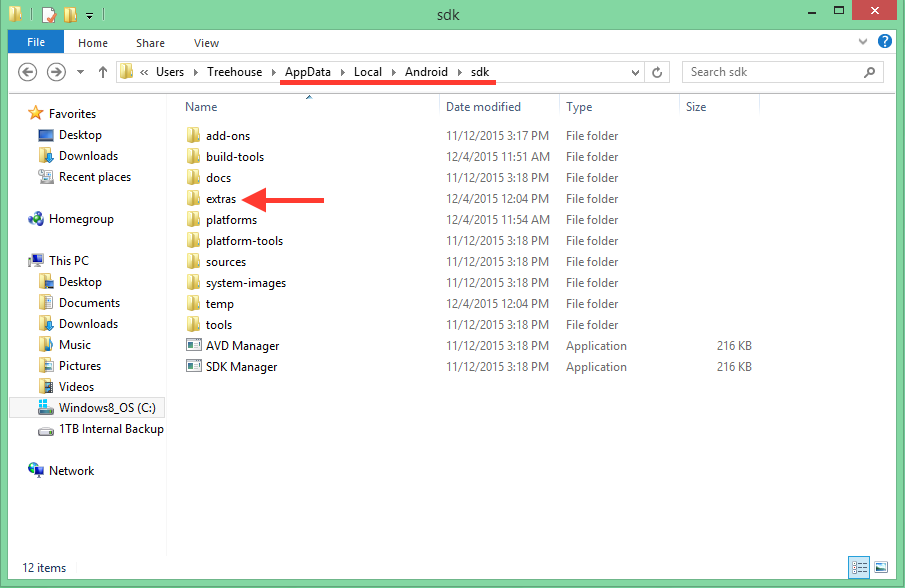 sdk
File Home Share View
« Users Treehouse AppData Local Android sdk Search sdk
Name Date modified Type Size
Favorites
Desktop
Downloads
Recent places
Homegroup
This PC
Desktop
Documents
Downloads
Music
Pictures
Videos
Windows8_OS (C:)
1TB Internal Backup
Network
add-ons 11/12/2015 3:17 PM File folder
build-tools 12/4/2015 11:51 AM File folder
docs 11/12/2015 3:18 PM File folder
extras 12/4/2015 12:04 PM File folder
platforms 12/4/2015 11:54 AM File folder
platform-tools 11/12/2015 3:18 PM File folder
sources 11/12/2015 3:18 PM File folder
system-images 11/12/2015 3:18 PM File folder
temp 12/4/2015 12:04 PM File folder
tools 11/12/2015 3:18 PM File folder
AVD Manager 11/12/2015 3:18 PM Application 216 KB
SDK Manager 11/12/2015 3:18 PM Application 216 KB
12 items